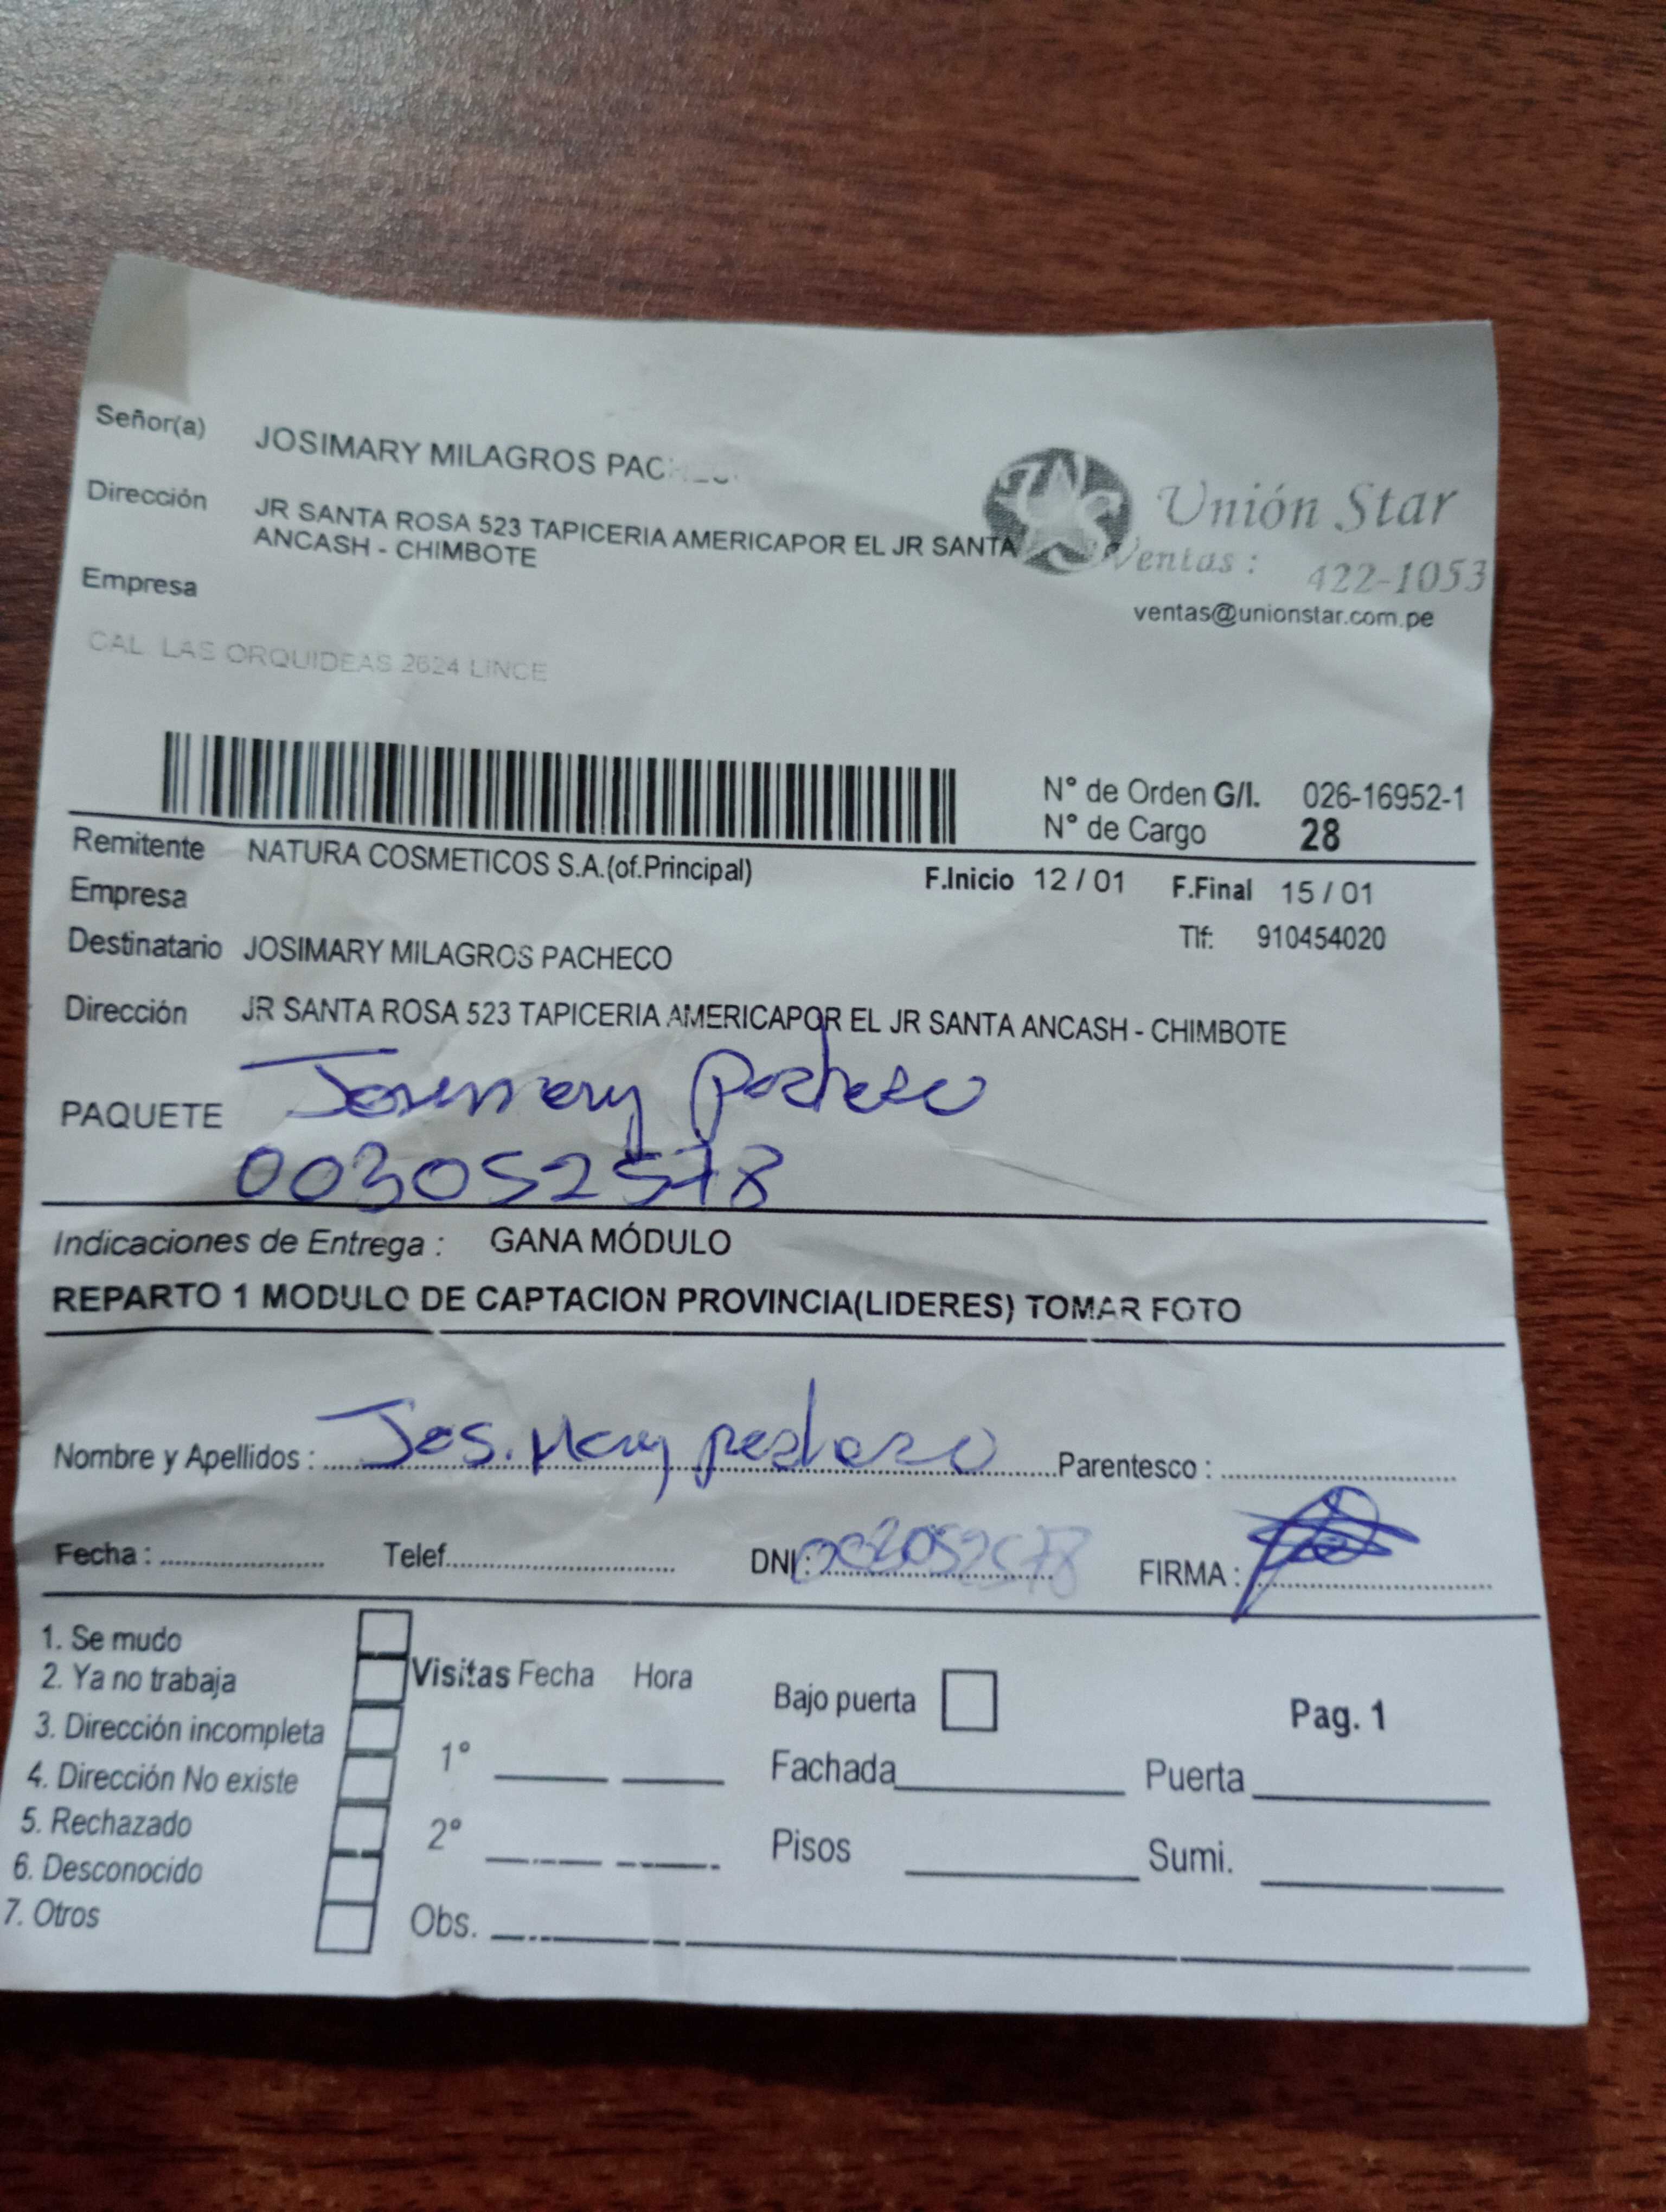 Señor(a) JOSIMARY MILAGROS
Dirección JR SANTA ROSA 523 TAPICERIA AMERICAPOR EL JR SANTA
ANCASH - CHIMBOTE
Unión Star
Ventas : 422-1053
ventas@unionstar.com.pe
Empresa
CAL. LAS ORQUIDEAS 2624 LINCE
N° de Orden G/I. 026-16952-1
N° de Cargo 28
Remitente NATURA COSMETICOS S.A.(of.Principal)
F.Inicio 12 / 01 F.Final 15 / 01
Empresa
Tlf: 910454020
Destinatario JOSIMARY MILAGROS PACHECO
Dirección JR SANTA ROSA 523 TAPICERIA AMERICAPOR EL JR SANTA ANCASH - CHIMBOTE
Josimary pacheco
PAQUETE
003052578
Indicaciones de Entrega : GANA MÓDULO
REPARTO 1 MODULO DE CAPTACION PROVINCIA(LIDERES) TOMAR FOTO
Nombre y Apellidos : Josimary pacheco Parentesco :
Fecha : Telef. DNI : 003052578 FIRMA :
1. Se mudo
2. Ya no trabaja
3. Dirección incompleta
4. Dirección No existe
5. Rechazado
6. Desconocido
7. Otros
Visitas Fecha Hora
1°
2°
Obs.
Bajo puerta
Pag. 1
Fachada Puerta
Pisos Sumi.